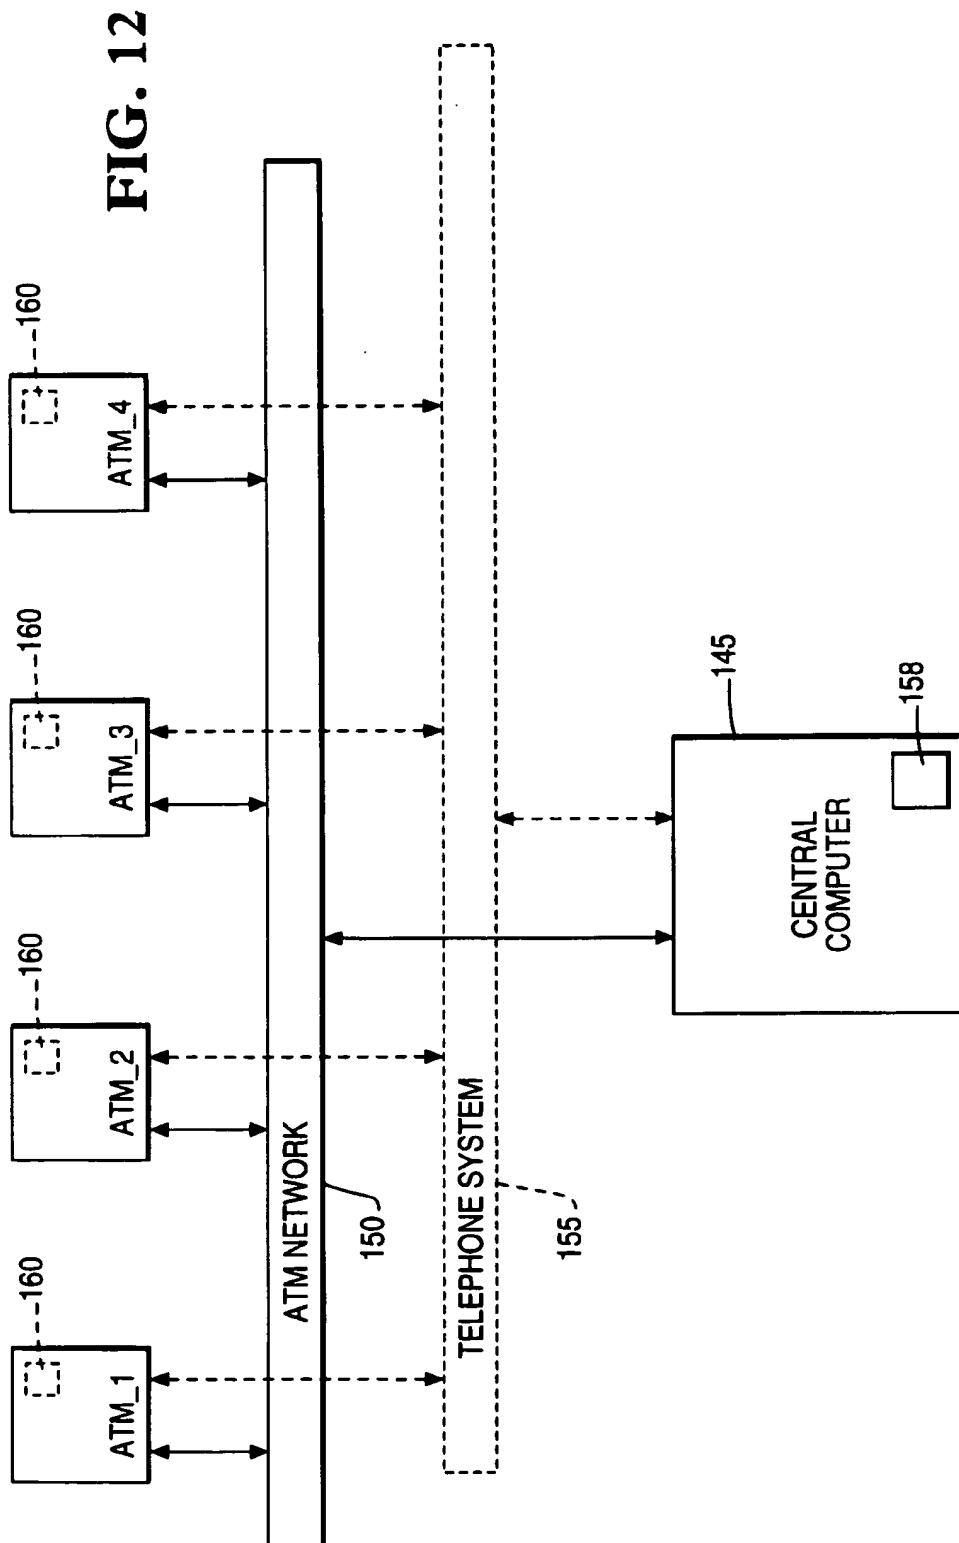 FIG. 12
160
160
160
160
ATM_1
ATM_2
ATM_3
ATM_4
ATM NETWORK
150
TELEPHONE SYSTEM
155
145
CENTRAL
COMPUTER
158